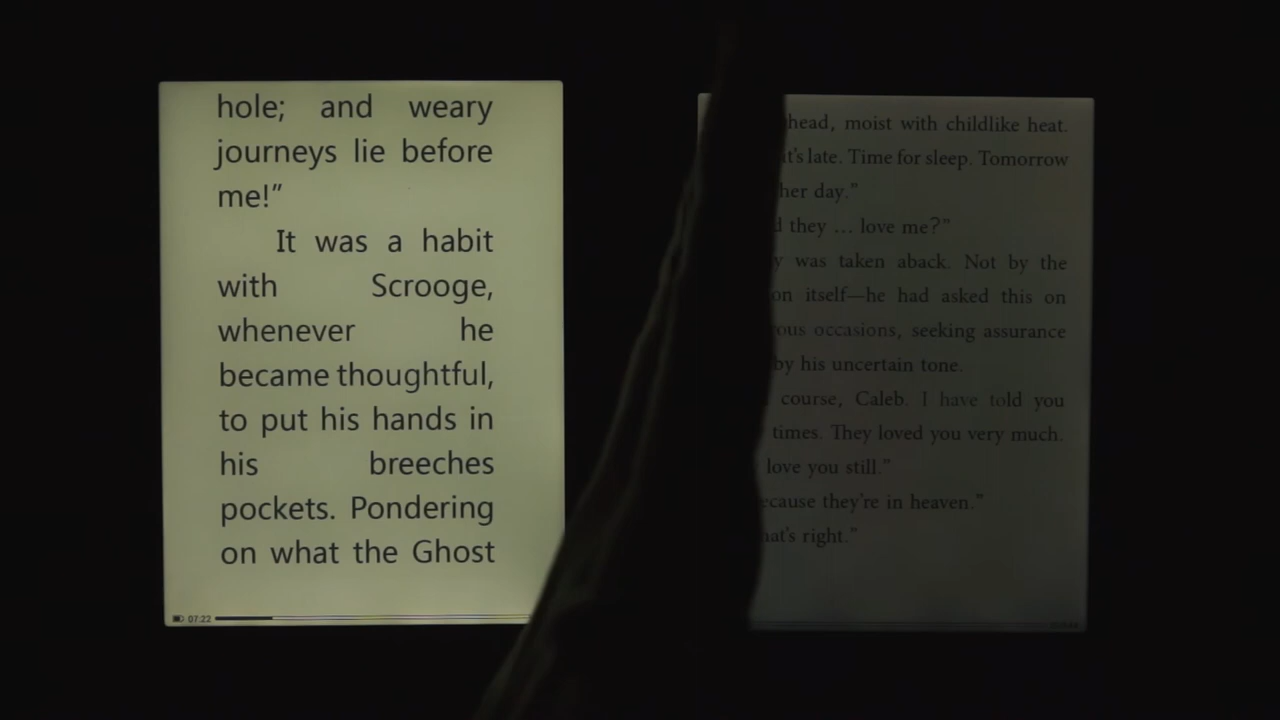 hole; and weary
journeys lie before
me!”
It was a habit
with Scrooge,
whenever he
became thoughtful,
to put his hands in
his breeches
pockets. Pondering
on what the Ghost
07:22
head, moist with childlike heat.
it's late. Time for sleep. Tomorrow
her day.”
they ... love me?”
was taken aback. Not by the
on itself—he had asked this on
ous occasions, seeking assurance
by his uncertain tone.
course, Caleb. I have told you
times. They loved you very much.
love you still.”
ecause they're in heaven.”
hat's right.”